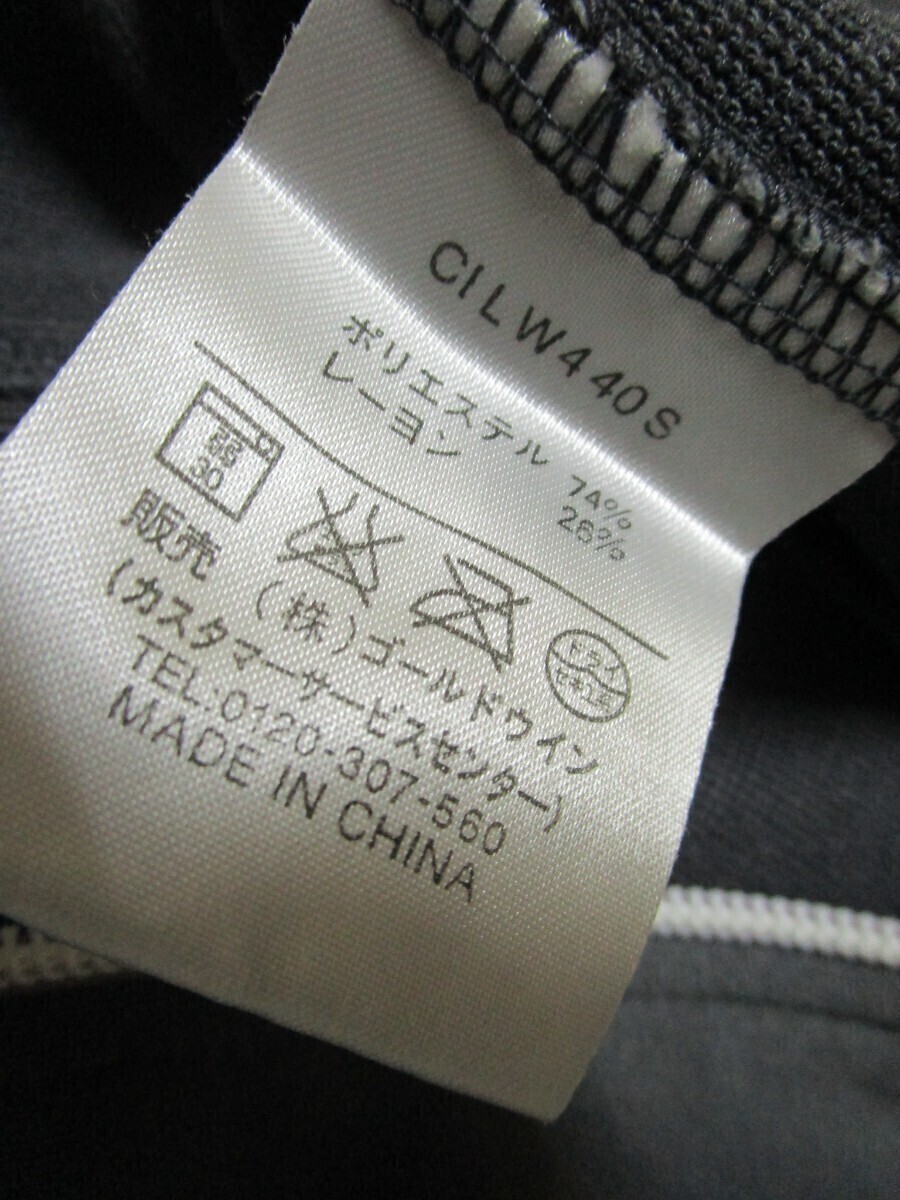 CILW440S
ポリエステル 74%
レーヨン 26%
弱
30
販売 (株)ゴールドウイン
(カスタマーサービスセンター)
TEL:0120-307-560
MADE IN CHINA